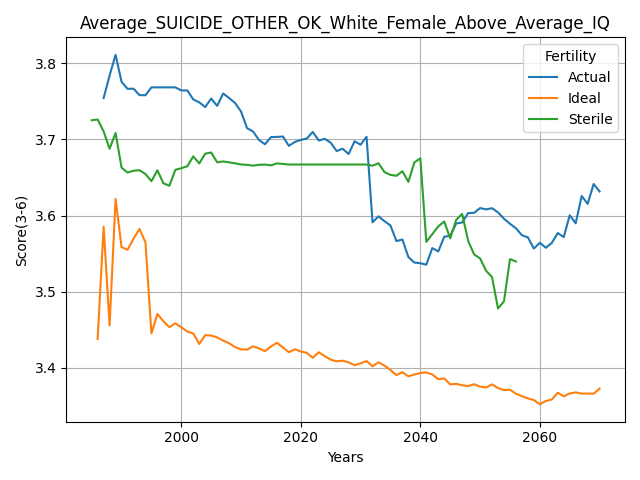 Average_SUICIDE_OTHER_OK_White_Female_Above_Average_IQ
Fertility
Actual
Ideal
Sterile
3.8
3.7
3.6
3.5
3.4
Score(3-6)
2000
2020
2040
2060
Years